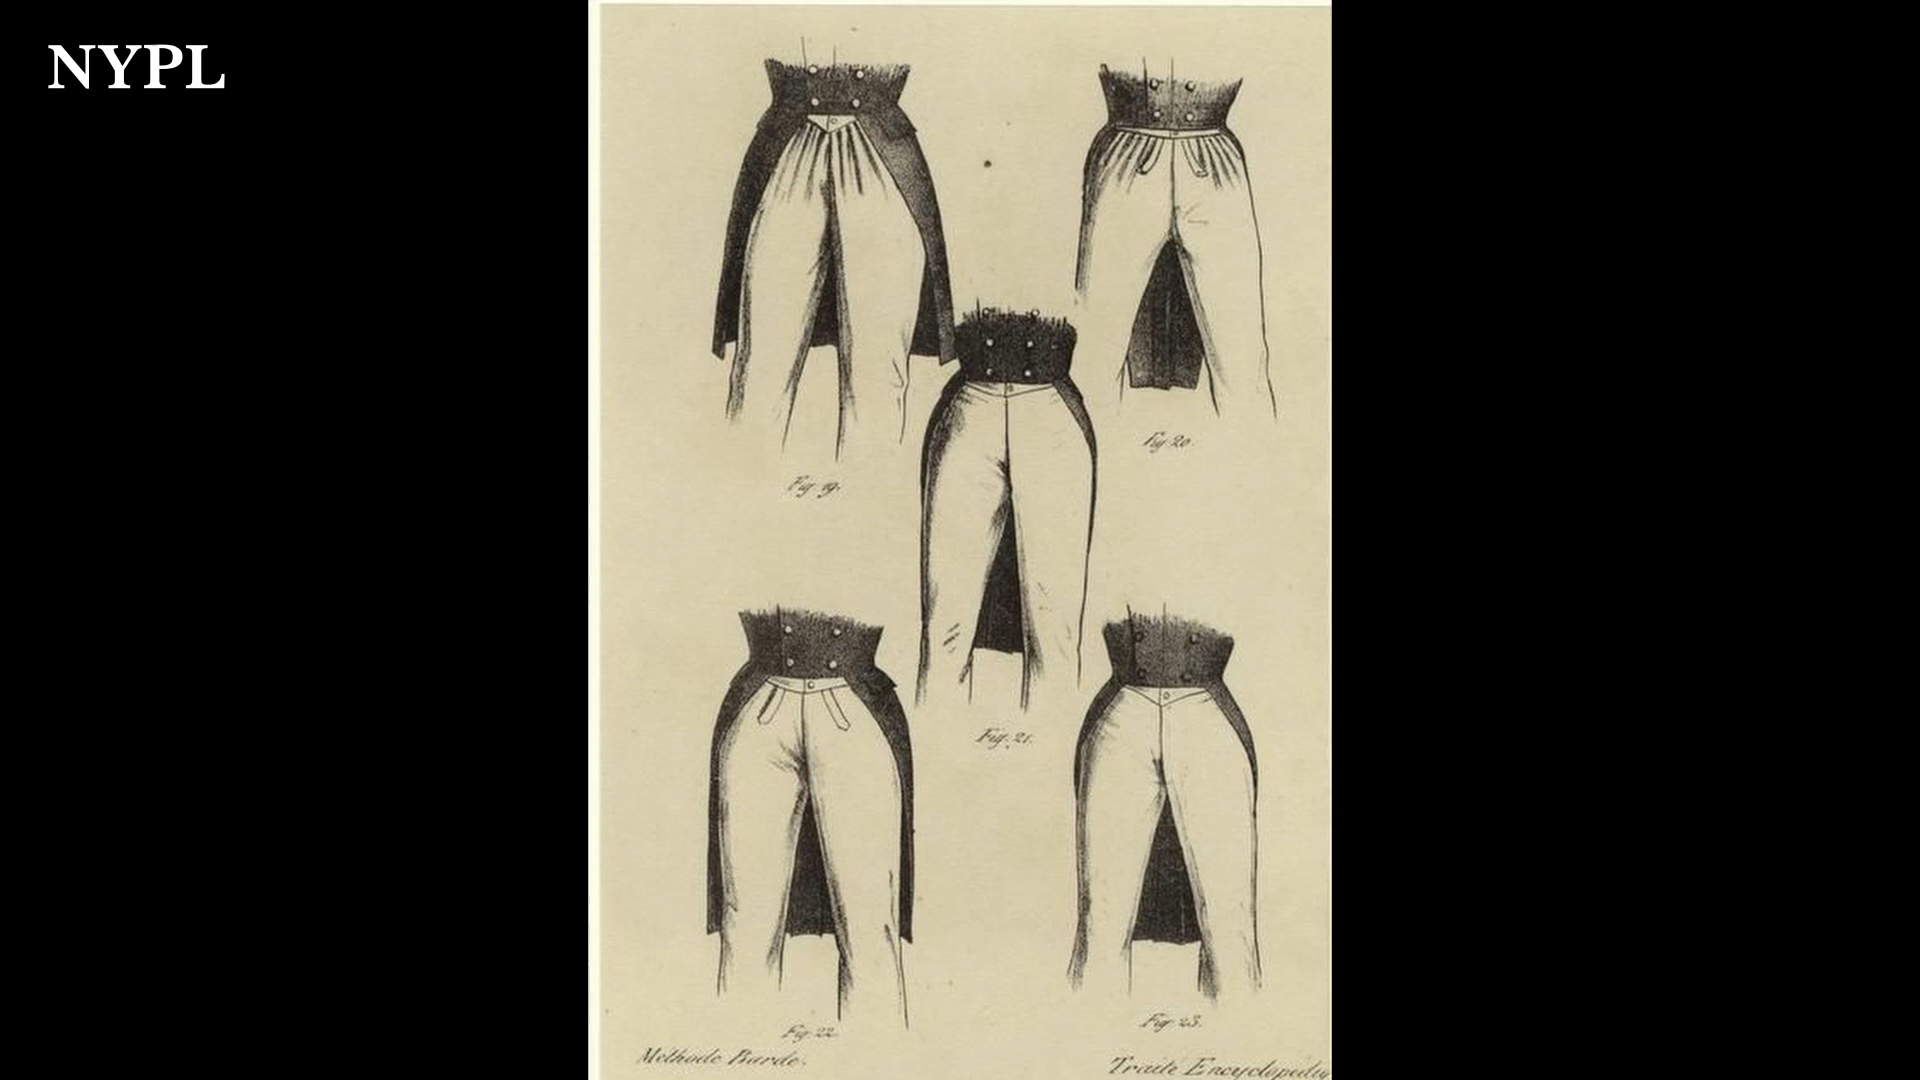 NYPL
Fig. 20.
Fig. 19.
Fig. 21.
Fig. 22.
Fig. 23.
Méthode Barde.
Traité Encyclopédiq